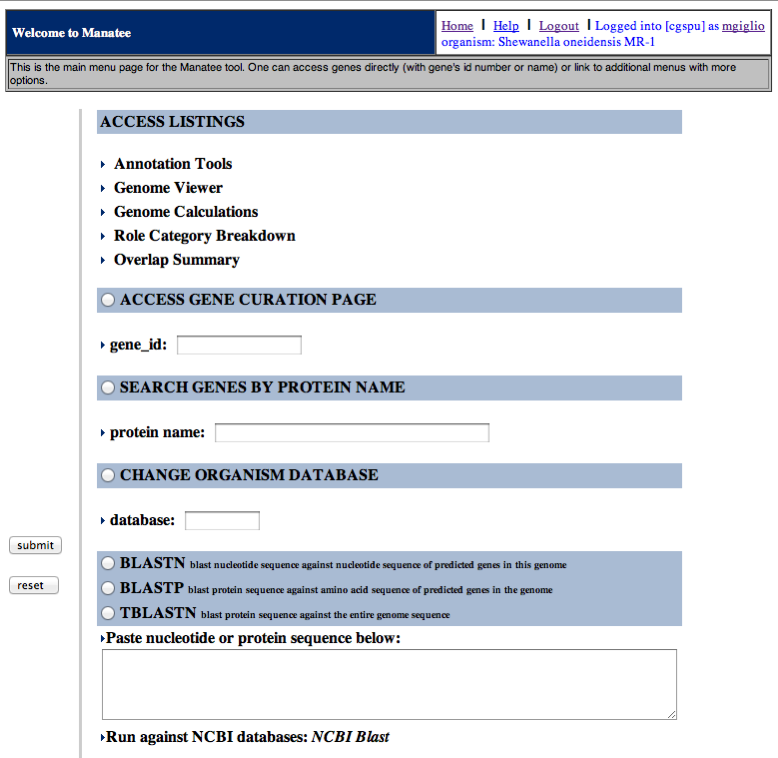 Welcome to Manatee
Home | Help | Logout | Logged into [cgspu] as mgiglio
organism: Shewanella oneidensis MR-1
This is the main menu page for the Manatee tool. One can access genes directly (with gene's id number or name) or link to additional menus with more
options.
ACCESS LISTINGS
Annotation Tools
Genome Viewer
Genome Calculations
Role Category Breakdown
Overlap Summary
ACCESS GENE CURATION PAGE
gene_id:
SEARCH GENES BY PROTEIN NAME
protein name:
CHANGE ORGANISM DATABASE
database:
submit
reset
BLASTN blast nucleotide sequence against nucleotide sequence of predicted genes in this genome
BLASTP blast protein sequence against amino acid sequence of predicted genes in the genome
TBLASTN blast protein sequence against the entire genome sequence
Paste nucleotide or protein sequence below:
Run against NCBI databases: NCBI Blast